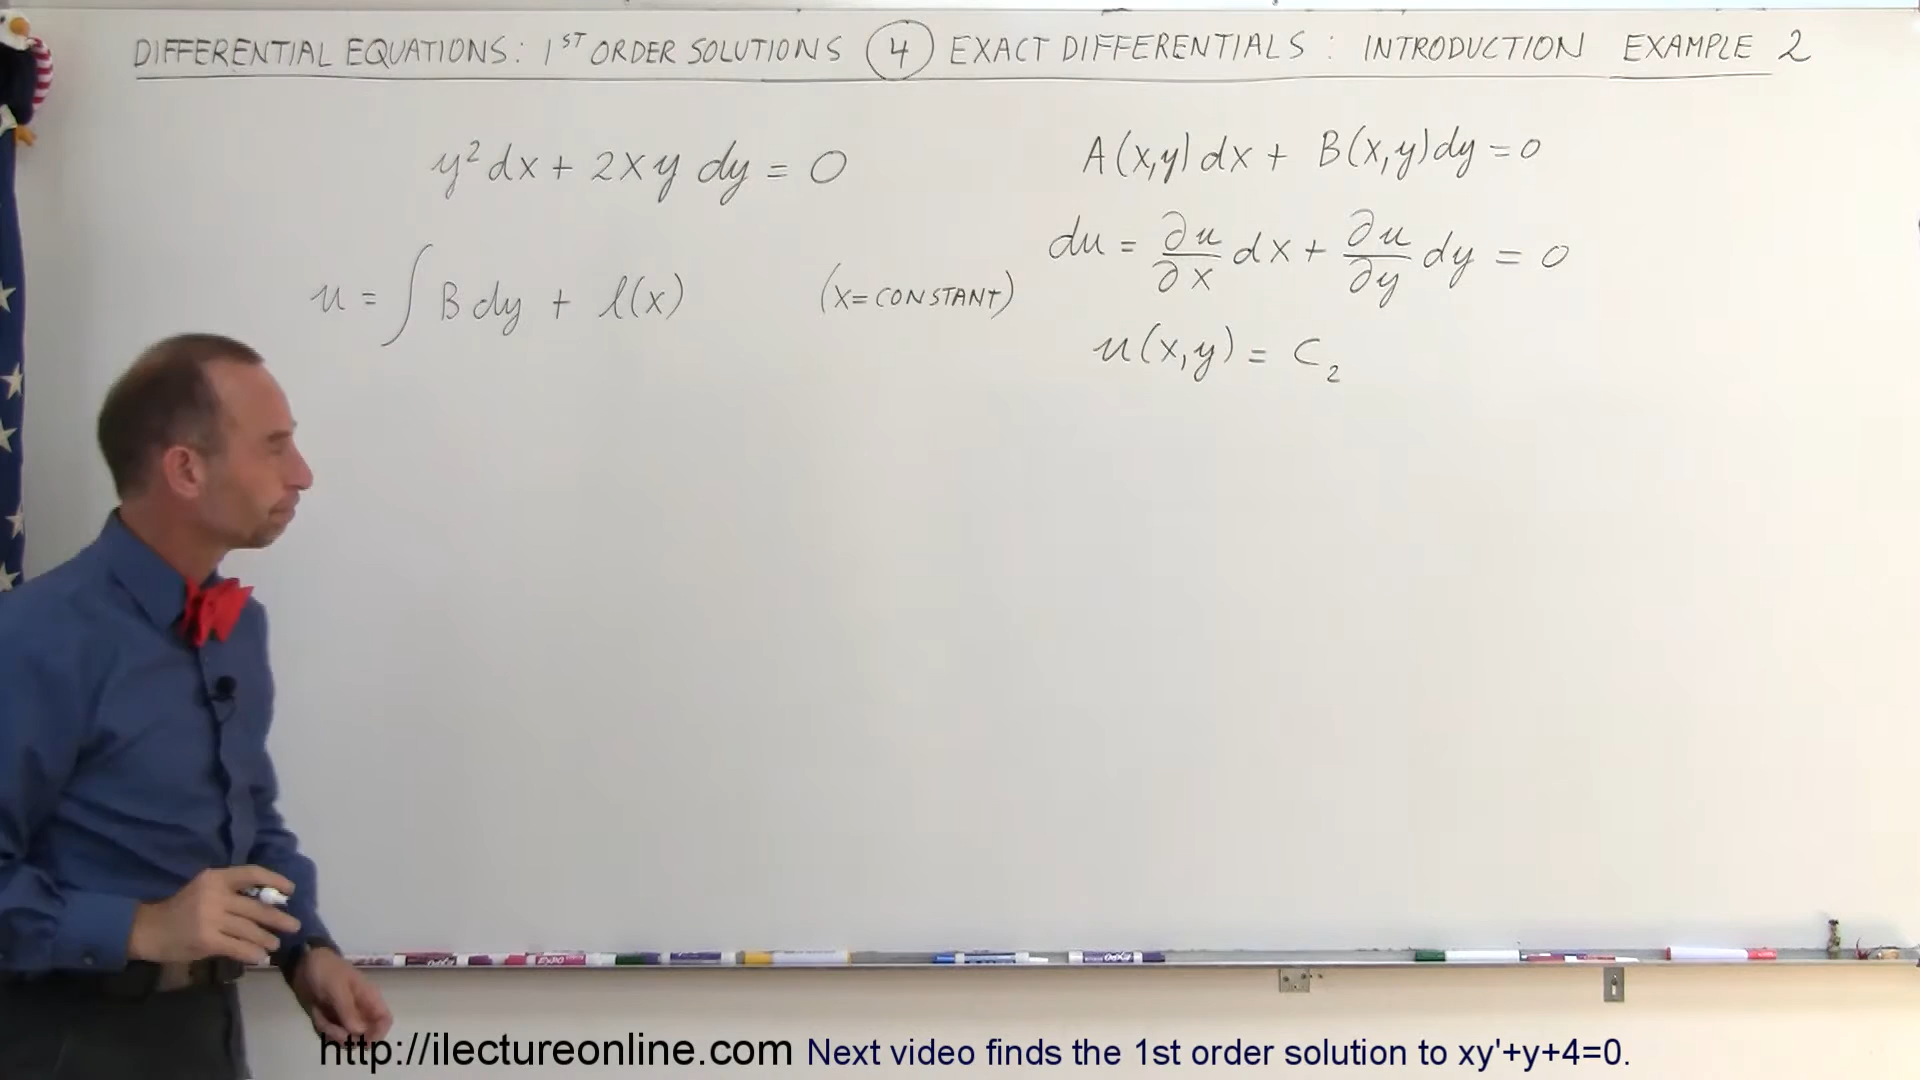 DIFFERENTIAL EQUATIONS: 1ST ORDER SOLUTIONS (4) EXACT DIFFERENTIALS: INTRODUCTION EXAMPLE 2
y² dx + 2xy dy = 0
u = ∫ B dy + l(x) (x=CONSTANT)
A(x,y) dx + B(x,y) dy = 0
du = ∂u/∂x dx + ∂u/∂y dy = 0
u(x,y) = C₂
EXPO
http://ilectureonline.com Next video finds the 1st order solution to xy'+y+4=0.